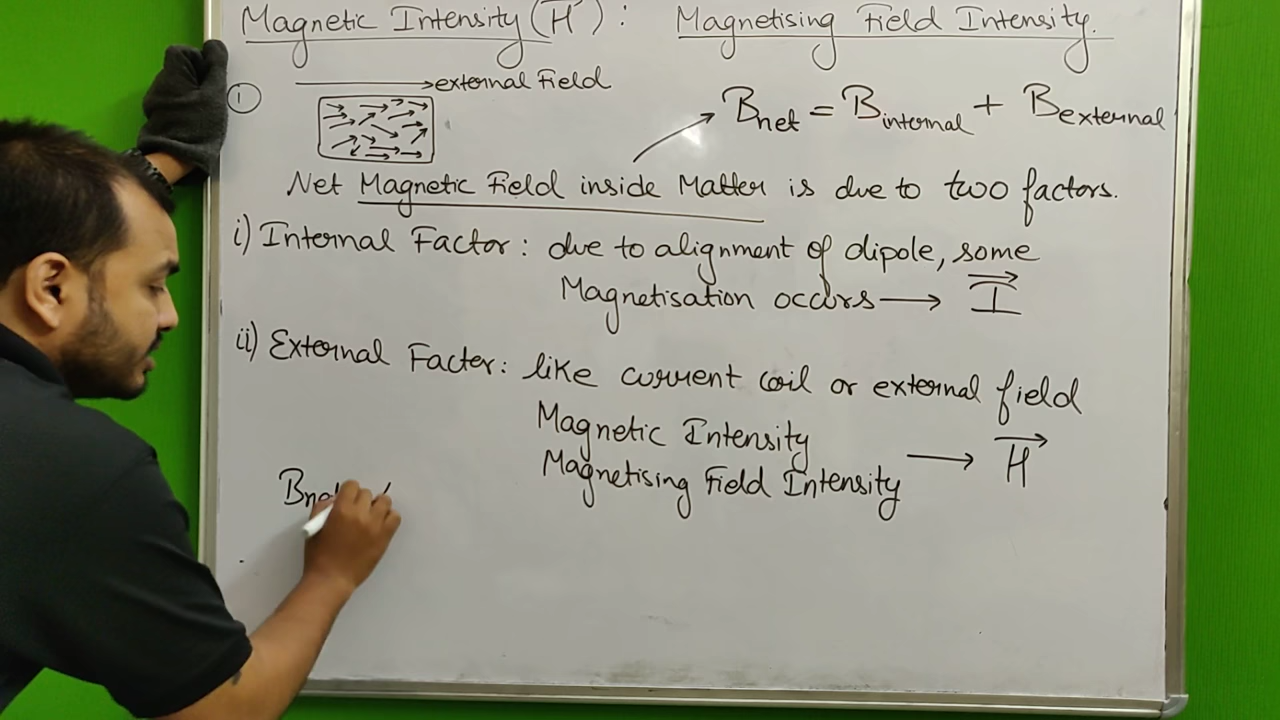 Magnetic Intensity (H) : Magnetising Field Intensity.
① external Field
Bnet = Binternal + Bexternal
Net Magnetic Field inside Matter is due to two factors.
i) Internal Factor : due to alignment of dipole, some
Magnetisation occurs → I
ii) External Factor : like current coil or external field
Magnetic Intensity
Magnetising Field Intensity → H